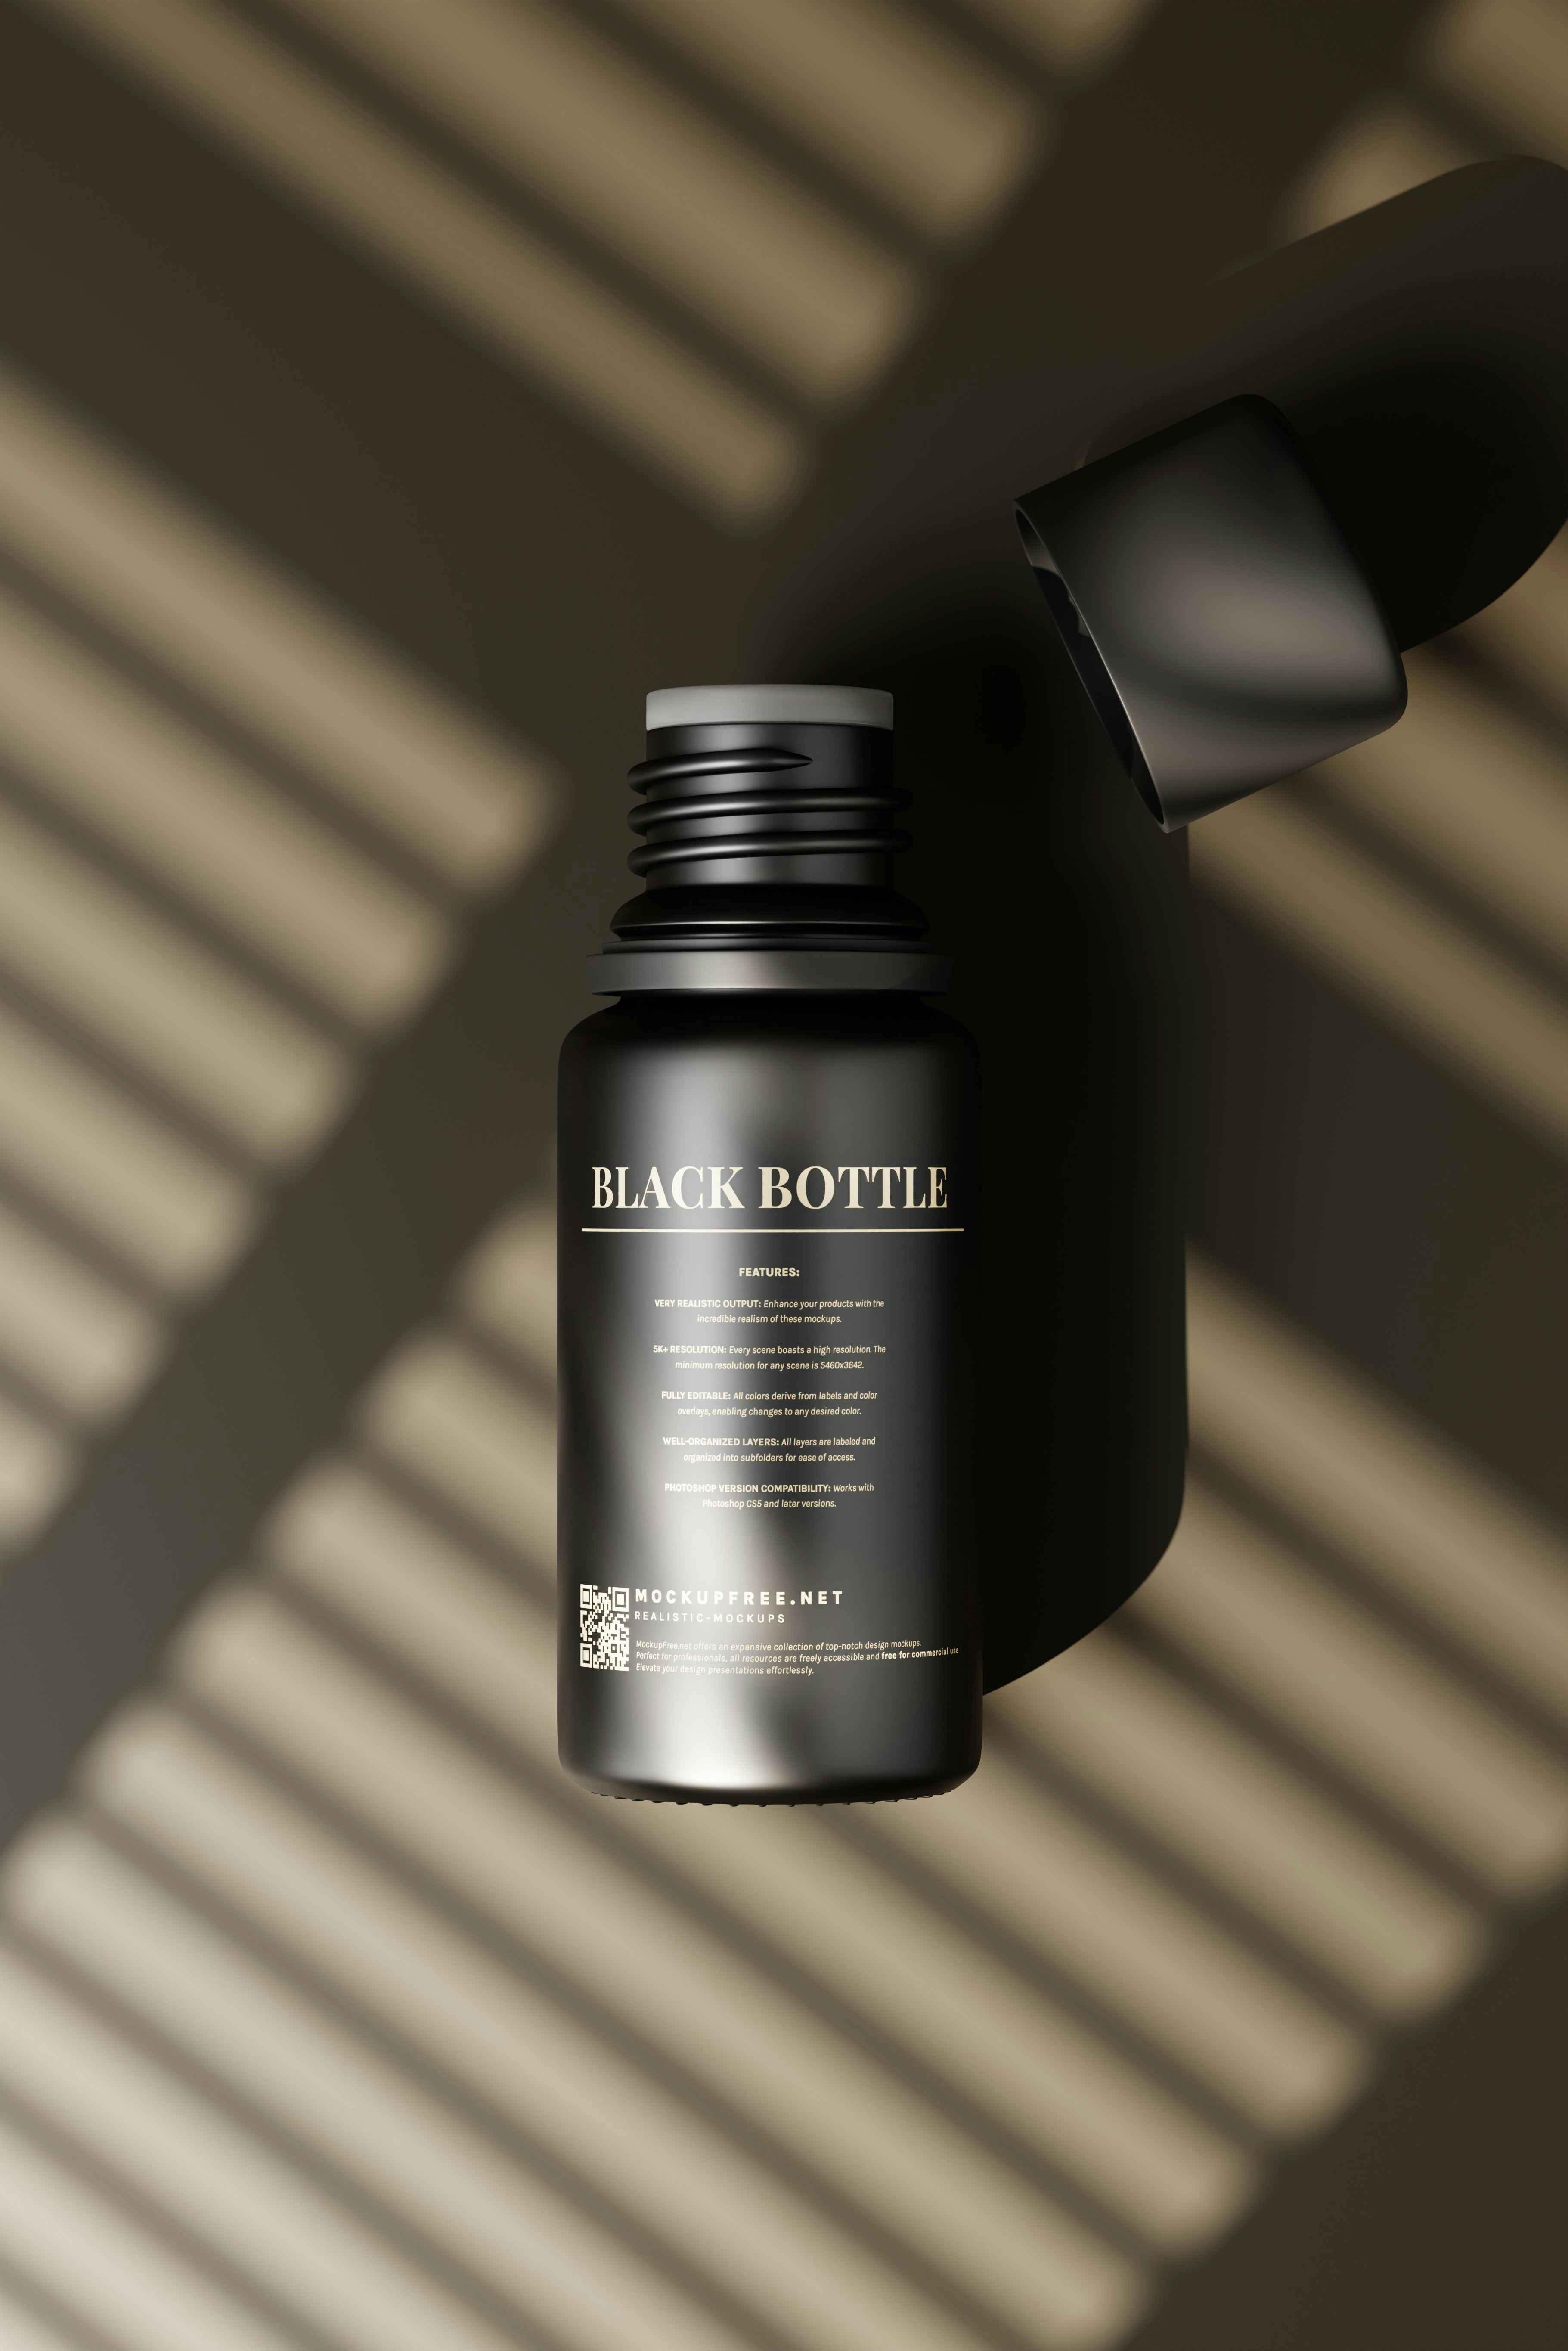 BLACK BOTTLE
FEATURES:
VERY REALISTIC OUTPUT: Enhance your products with the
incredible realism of these mockups.
5K+ RESOLUTION: Every scene boasts a high resolution. The
minimum resolution for any scene is 5460x3642.
FULLY EDITABLE: All colors derive from labels and color
overlays, enabling changes to any desired color.
WELL-ORGANIZED LAYERS: All layers are labeled and
organized into subfolders for ease of access.
PHOTOSHOP VERSION COMPATIBILITY: Works with
Photoshop CS5 and later versions.
MOCKUPFREE.NET
REALISTIC-MOCKUPS
MockupFree.net offers an expansive collection of top-notch design mockups.
Perfect for professionals, all resources are freely accessible and free for commercial use
Elevate your design presentations effortlessly.